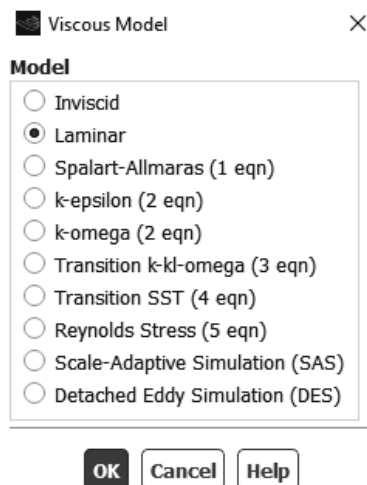 Viscous Model
Model
Inviscid
Laminar
Spalart-Allmaras (1 eqn)
k-epsilon (2 eqn)
k-omega (2 eqn)
Transition k-kl-omega (3 eqn)
Transition SST (4 eqn)
Reynolds Stress (5 eqn)
Scale-Adaptive Simulation (SAS)
Detached Eddy Simulation (DES)
OK Cancel Help